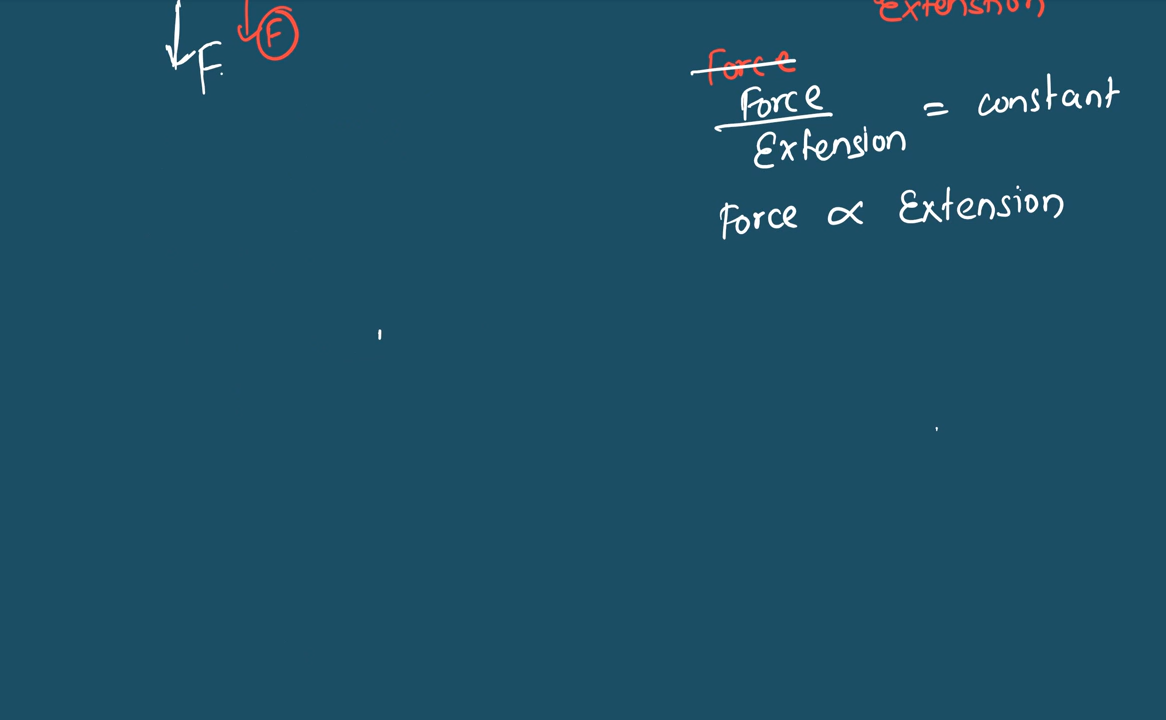 Extension
F
F
Force
Force
Extension = constant
Force ∝ Extension